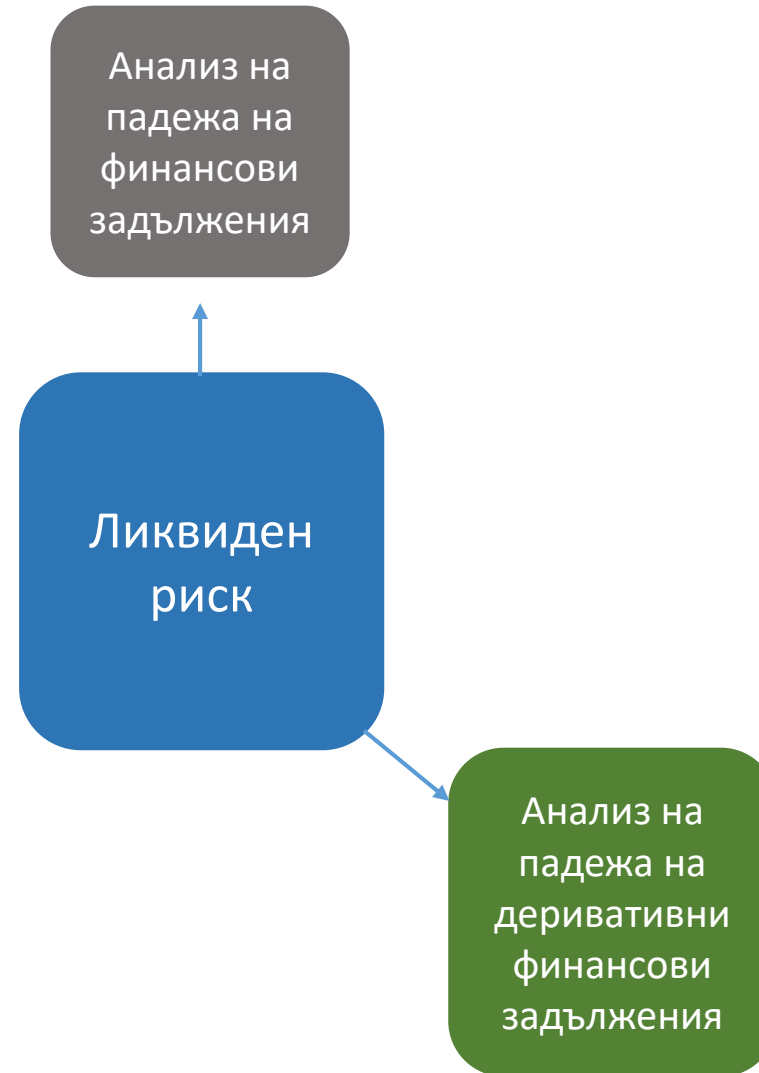 Анализ на
падежа на
финансови
задължения
Ликвиден
риск
Анализ на
падежа на
деривативни
финансови
задължения